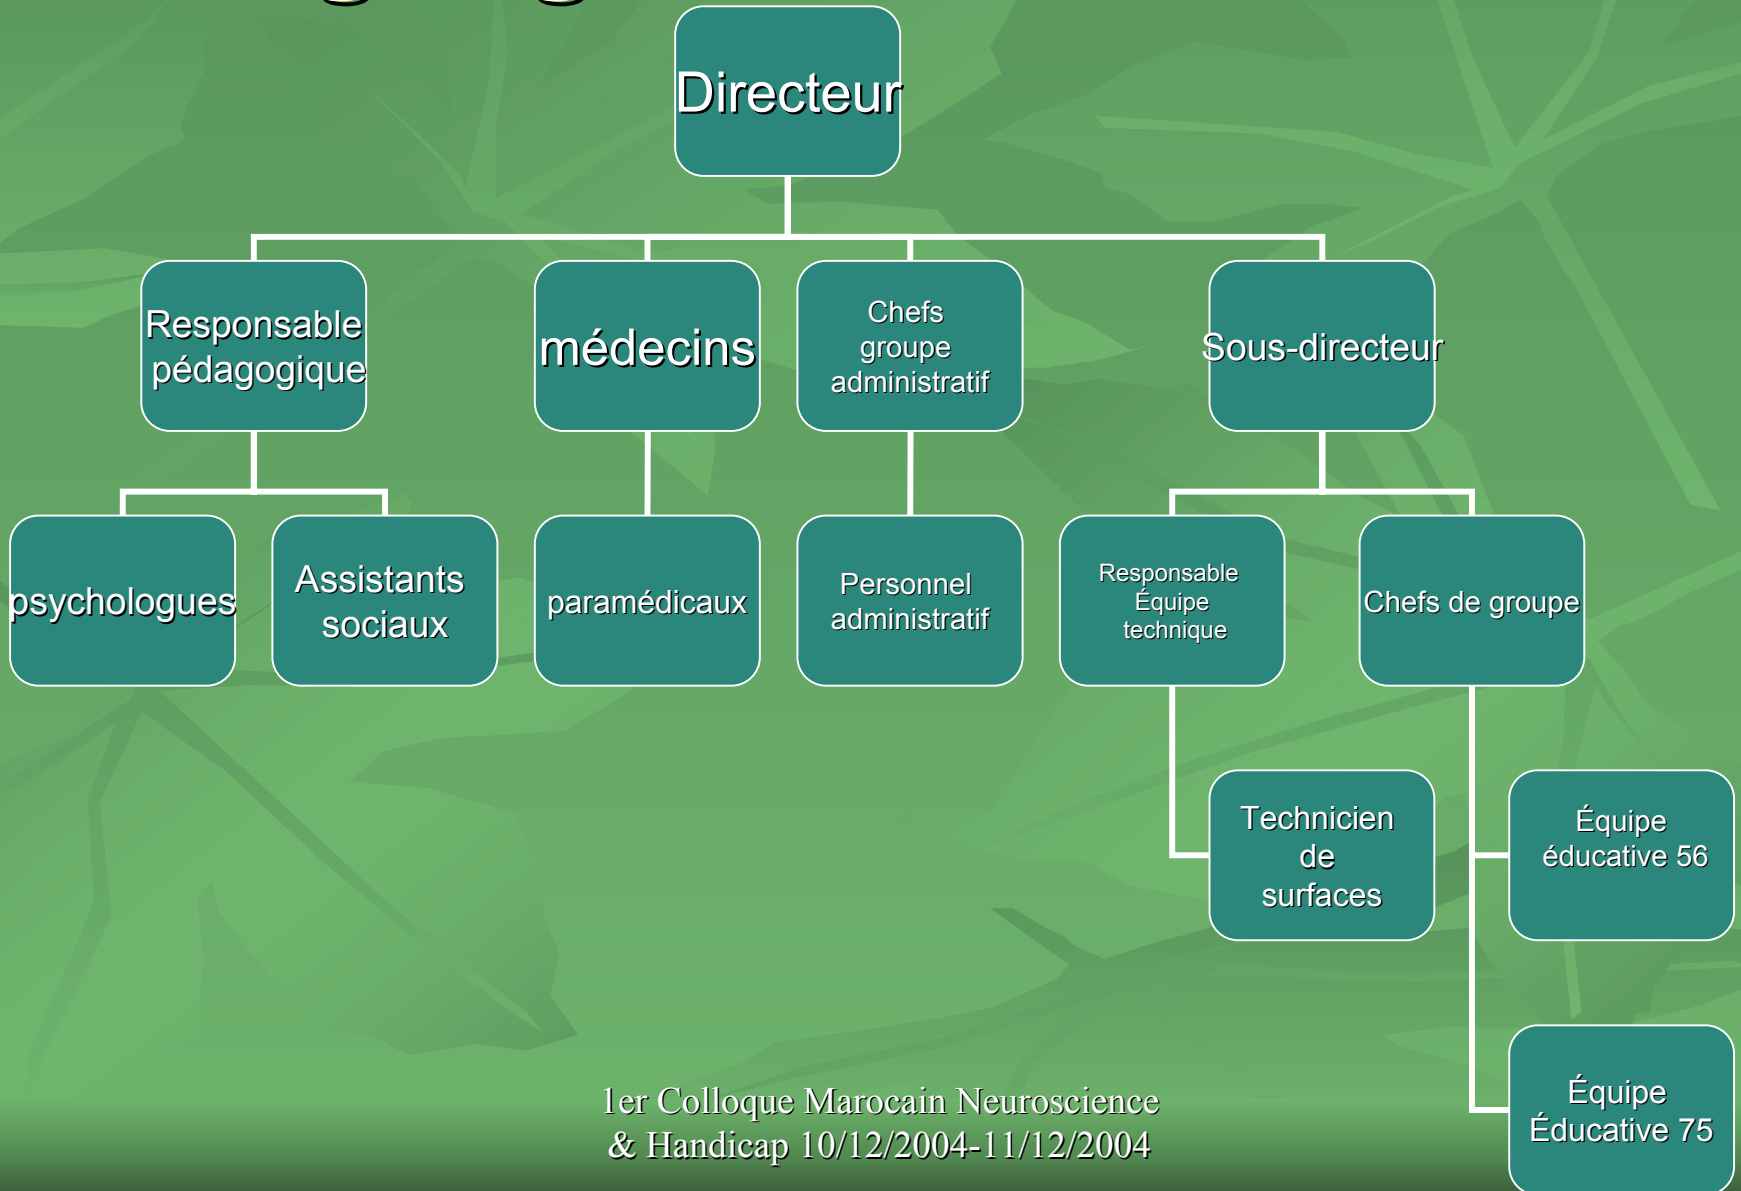 Directeur
Responsable
pédagogique
médecins
Chefs
groupe
administratif
Sous-directeur
psychologues
Assistants
sociaux
paramédicaux
Personnel
administratif
Responsable
Équipe
technique
Chefs de groupe
Technicien
de
surfaces
Équipe
éducative 56
Équipe
Éducative 75
1er Colloque Marocain Neuroscience
& Handicap 10/12/2004-11/12/2004